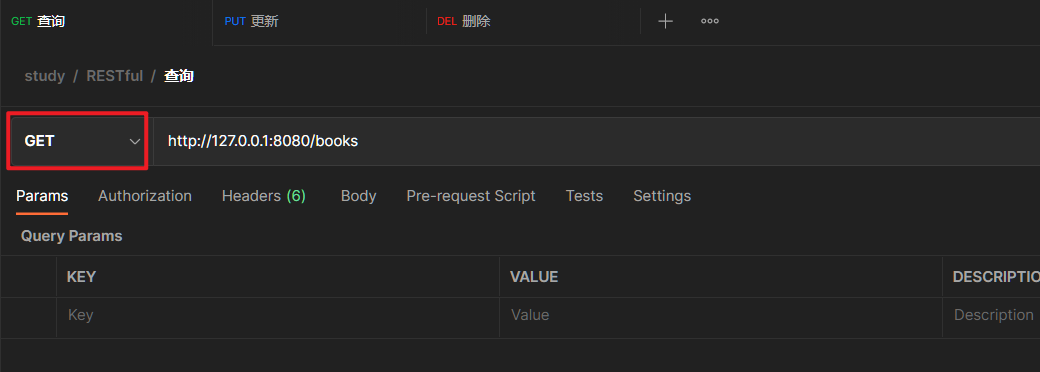 GET 查询 PUT 更新 DEL 删除
study / RESTful / 查询
GET http://127.0.0.1:8080/books
Params Authorization Headers (6) Body Pre-request Script Tests Settings
Query Params
KEY VALUE DESCRIPTIO
Key Value Description